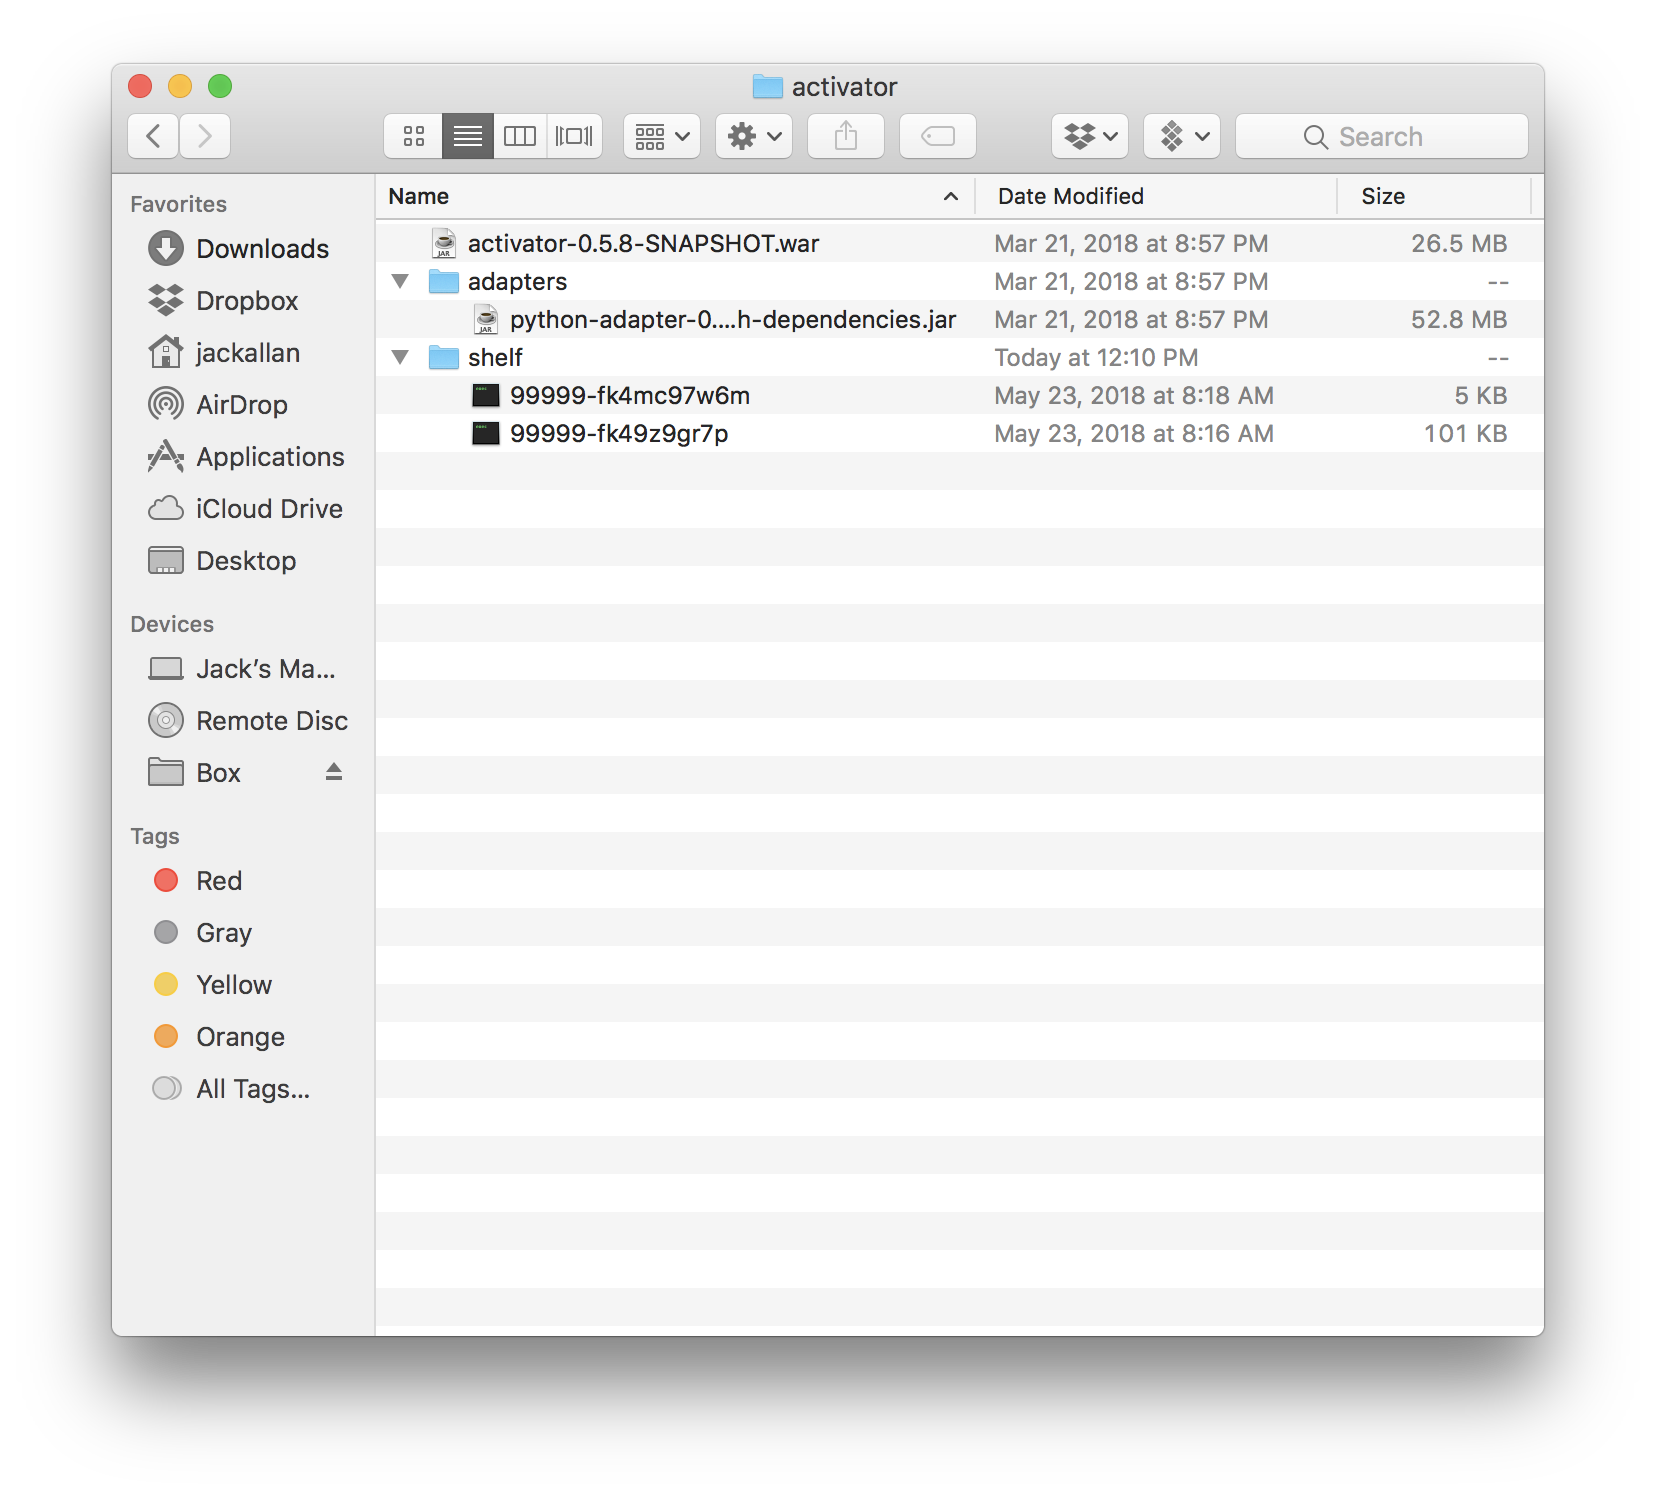 activator
Search
Favorites
Downloads
Dropbox
jackallan
AirDrop
Applications
iCloud Drive
Desktop
Devices
Jack's Ma...
Remote Disc
Box
Tags
Red
Gray
Yellow
Orange
All Tags...
Name Date Modified Size
activator-0.5.8-SNAPSHOT.war Mar 21, 2018 at 8:57 PM 26.5 MB
adapters Mar 21, 2018 at 8:57 PM --
python-adapter-0....h-dependencies.jar Mar 21, 2018 at 8:57 PM 52.8 MB
shelf Today at 12:10 PM --
99999-fk4mc97w6m May 23, 2018 at 8:18 AM 5 KB
99999-fk49z9gr7p May 23, 2018 at 8:16 AM 101 KB